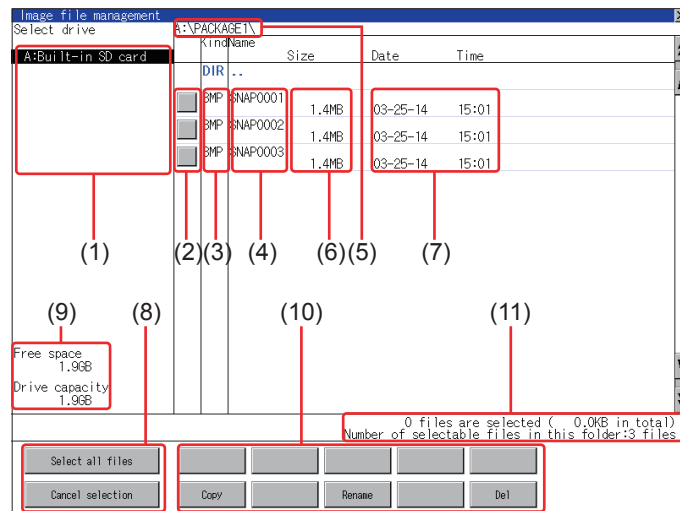 Image file management
Select drive A:\PACKAGE1\
Kind Name Size Date Time
A:Built-in SD card
DIR ..
BMP SNAP0001 1.4MB 03-25-14 15:01
BMP SNAP0002 1.4MB 03-25-14 15:01
BMP SNAP0003 1.4MB 03-25-14 15:01
(1) (2) (3) (4) (6) (5) (7)
(9) (8) (10) (11)
Free space
1.9GB
Drive capacity
1.9GB
0 files are selected ( 0.0KB in total)
Number of selectable files in this folder:3 files
Select all files
Cancel selection Copy Rename Del